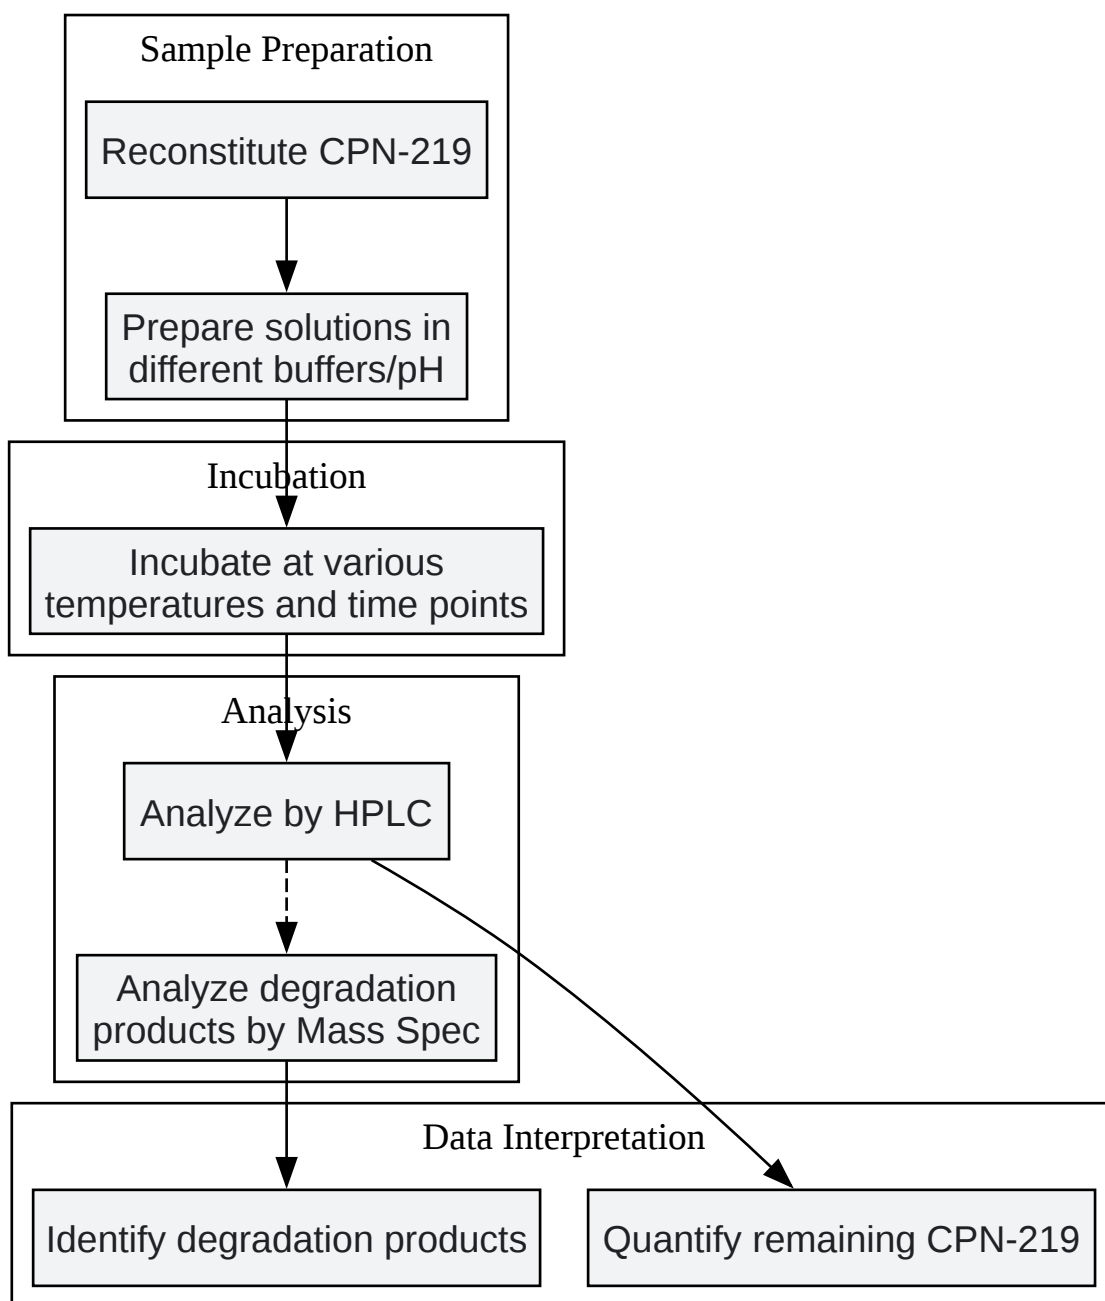 Sample Preparation
Reconstitute CPN-219
Prepare solutions in
different buffers/pH
Incubation
Incubate at various
temperatures and time points
Analysis
Analyze by HPLC
Analyze degradation
products by Mass Spec
Data Interpretation
Identify degradation products
Quantify remaining CPN-219